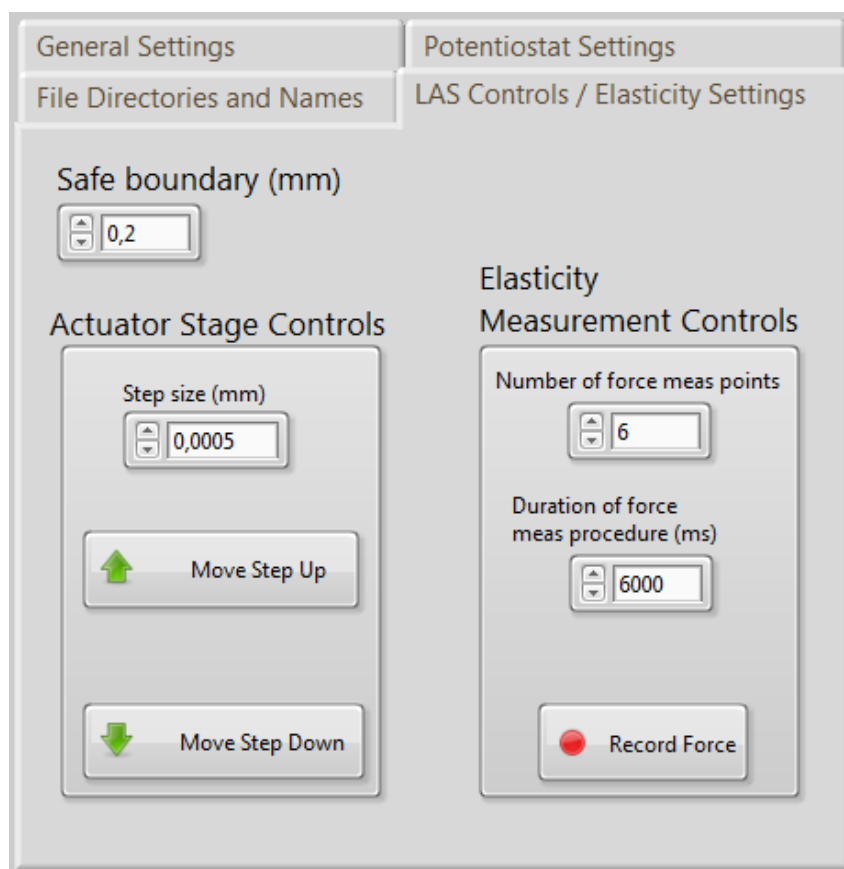 General Settings
Potentiostat Settings
File Directories and Names
LAS Controls / Elasticity Settings
Safe boundary (mm)
0,2
Actuator Stage Controls
Step size (mm)
0,0005
Move Step Up
Move Step Down
Elasticity
Measurement Controls
Number of force meas points
6
Duration of force
meas procedure (ms)
6000
Record Force